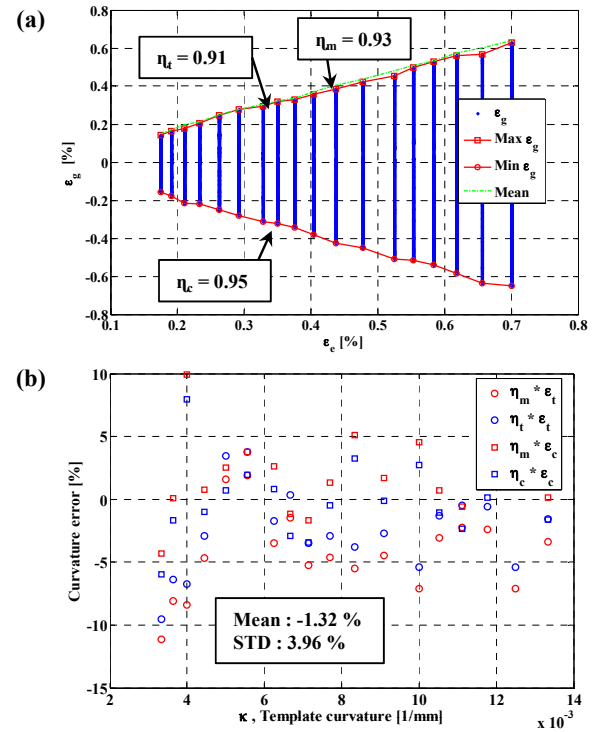 (a)
0.8
0.6
0.4
0.2
0
-0.2
-0.4
-0.6
-0.8
ε_g [%]
η_t = 0.91
η_m = 0.93
η_c = 0.95
ε_g
Max ε_g
Min ε_g
Mean
0.1 0.2 0.3 0.4 0.5 0.6 0.7 0.8
ε_e [%]
(b)
10
5
0
-5
-10
-15
Curvature error [%]
η_m * ε_t
η_t * ε_t
η_m * ε_c
η_c * ε_c
Mean : -1.32 %
STD : 3.96 %
2 4 6 8 10 12 14
κ , Template curvature [1/mm]
x 10⁻³